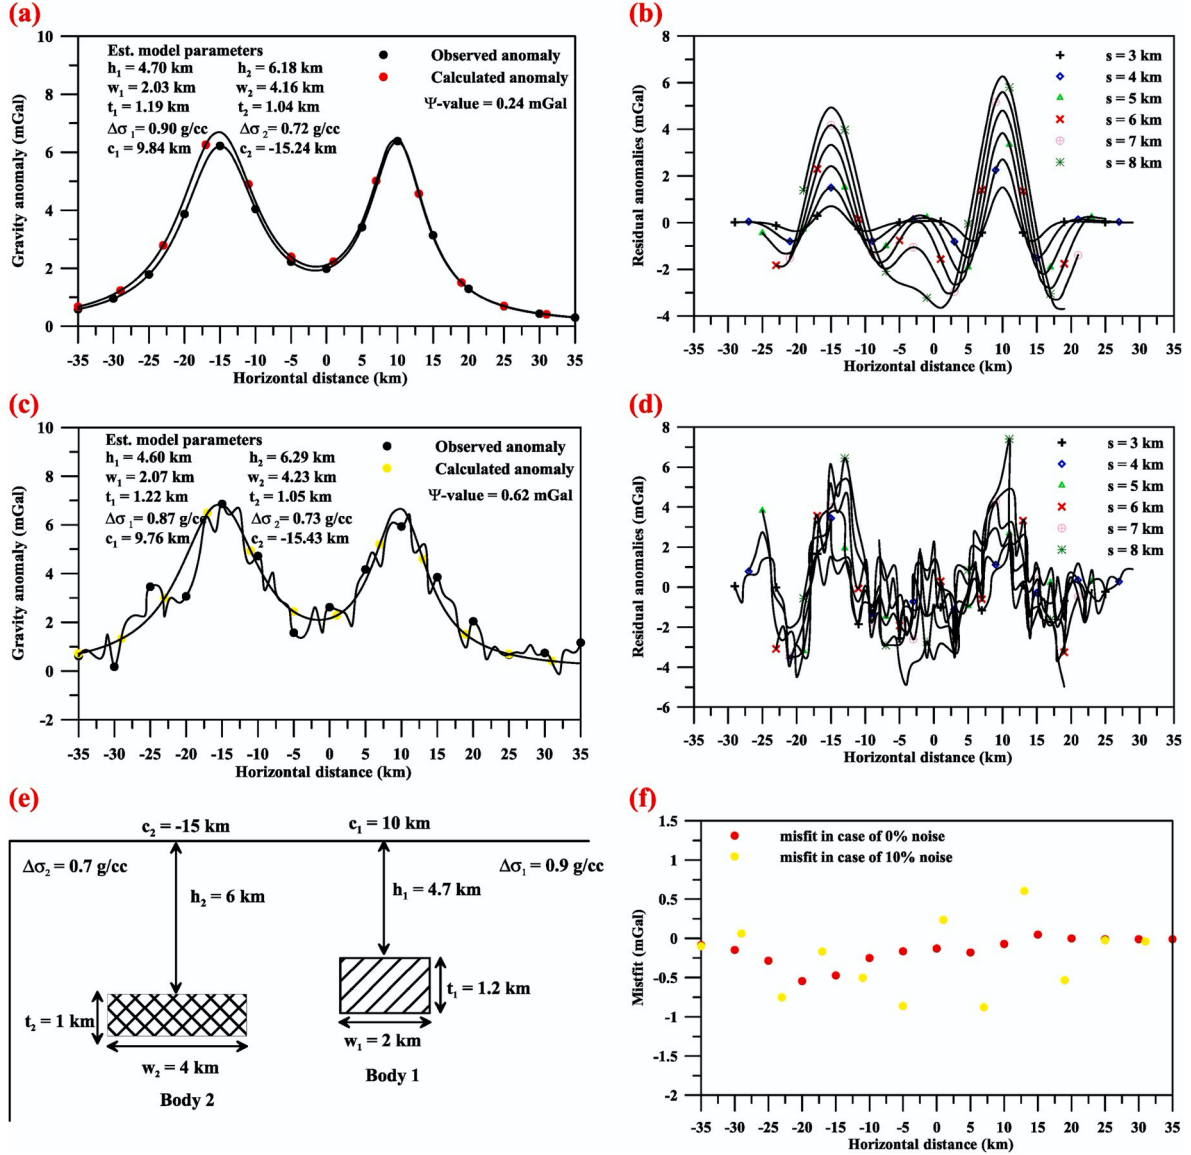 (a)
10
8
6
4
2
0
Gravity anomaly (mGal)
Est. model parameters
h₁ = 4.70 km h₂ = 6.18 km
w₁ = 2.03 km w₂ = 4.16 km
t₁ = 1.19 km t₂ = 1.04 km
Δσ₁= 0.90 g/cc Δσ₂= 0.72 g/cc
c₁ = 9.84 km c₂ = -15.24 km
Observed anomaly
Calculated anomaly
Ψ-value = 0.24 mGal
-35 -30 -25 -20 -15 -10 -5 0 5 10 15 20 25 30 35
Horizontal distance (km)
(b)
8
6
4
2
0
-2
-4
Residual anomalies (mGal)
s = 3 km
s = 4 km
s = 5 km
s = 6 km
s = 7 km
s = 8 km
-35 -30 -25 -20 -15 -10 -5 0 5 10 15 20 25 30 35
Horizontal distance (km)
(c)
10
8
6
4
2
0
-2
Gravity anomaly (mGal)
Est. model parameters
h₁ = 4.60 km h₂ = 6.29 km
w₁ = 2.07 km w₂ = 4.23 km
t₁ = 1.22 km t₂ = 1.05 km
Δσ₁= 0.87 g/cc Δσ₂= 0.73 g/cc
c₁ = 9.76 km c₂ = -15.43 km
Observed anomaly
Calculated anomaly
Ψ-value = 0.62 mGal
-35 -30 -25 -20 -15 -10 -5 0 5 10 15 20 25 30 35
Horizontal distance (km)
(d)
8
6
4
2
0
-2
-4
-6
Residual anomalies (mGal)
s = 3 km
s = 4 km
s = 5 km
s = 6 km
s = 7 km
s = 8 km
-35 -30 -25 -20 -15 -10 -5 0 5 10 15 20 25 30 35
Horizontal distance (km)
(e)
c₂ = -15 km c₁ = 10 km
Δσ₂ = 0.7 g/cc Δσ₁ = 0.9 g/cc
h₂ = 6 km h₁ = 4.7 km
t₁ = 1.2 km
t₂ = 1 km
w₂ = 4 km w₁ = 2 km
Body 2 Body 1
(f)
1.5
1
0.5
0
-0.5
-1
-1.5
-2
Mistfit (mGal)
misfit in case of 0% noise
misfit in case of 10% noise
-35 -30 -25 -20 -15 -10 -5 0 5 10 15 20 25 30 35
Horizontal distance (km)